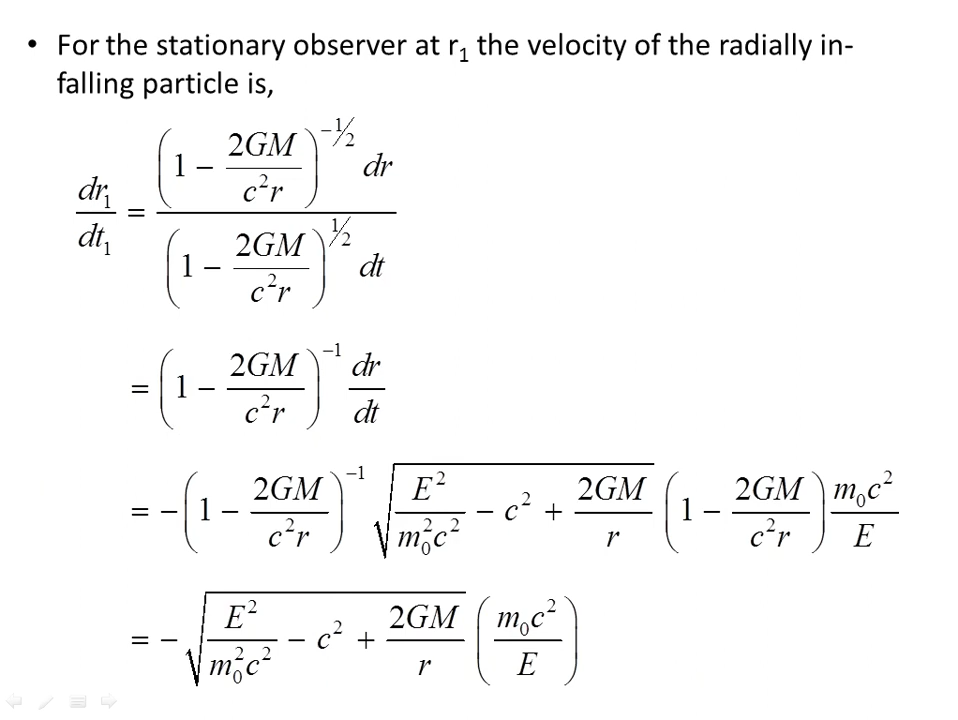 • For the stationary observer at r₁ the velocity of the radially in-
falling particle is,
dr₁/dt₁ = ((1 − 2GM/c²r)^(−1/2) dr) / ((1 − 2GM/c²r)^(1/2) dt)
= (1 − 2GM/c²r)^(−1) dr/dt
= −(1 − 2GM/c²r)^(−1) √(E²/m₀²c² − c² + 2GM/r) (1 − 2GM/c²r) m₀c²/E
= −√(E²/m₀²c² − c² + 2GM/r) (m₀c²/E)